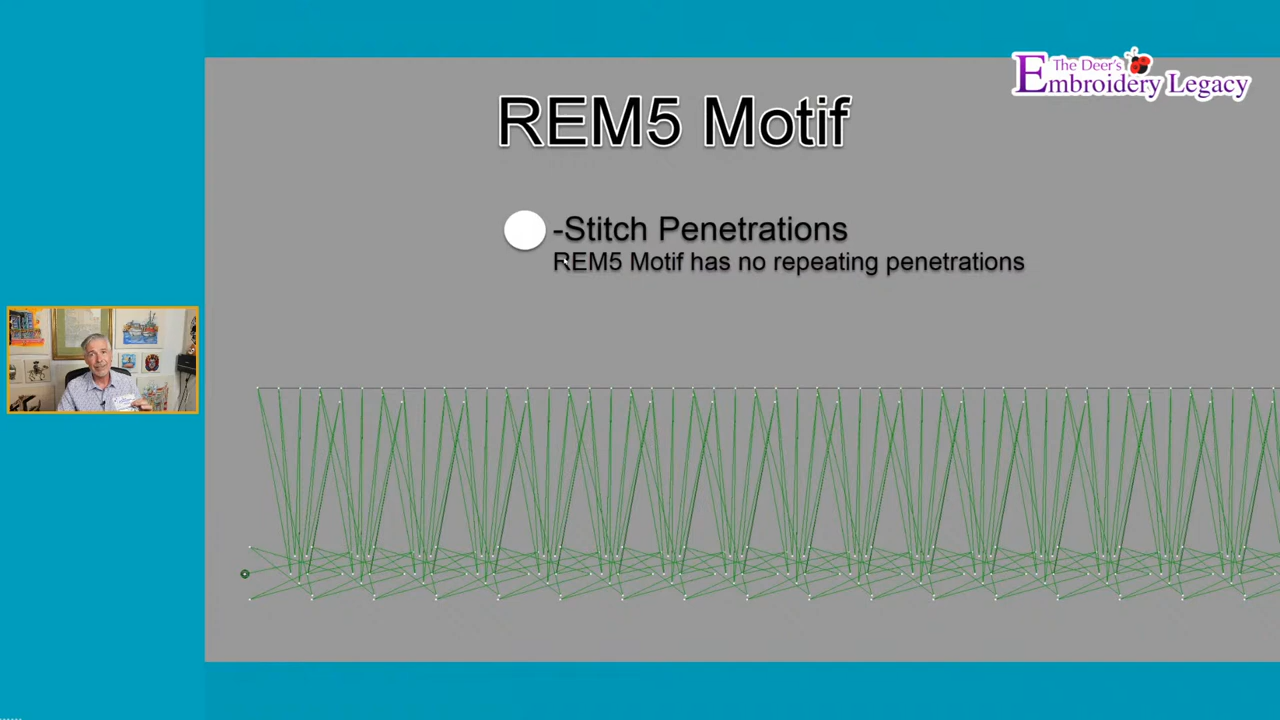 The Deer's
Embroidery Legacy
REM5 Motif
-Stitch Penetrations
REM5 Motif has no repeating penetrations